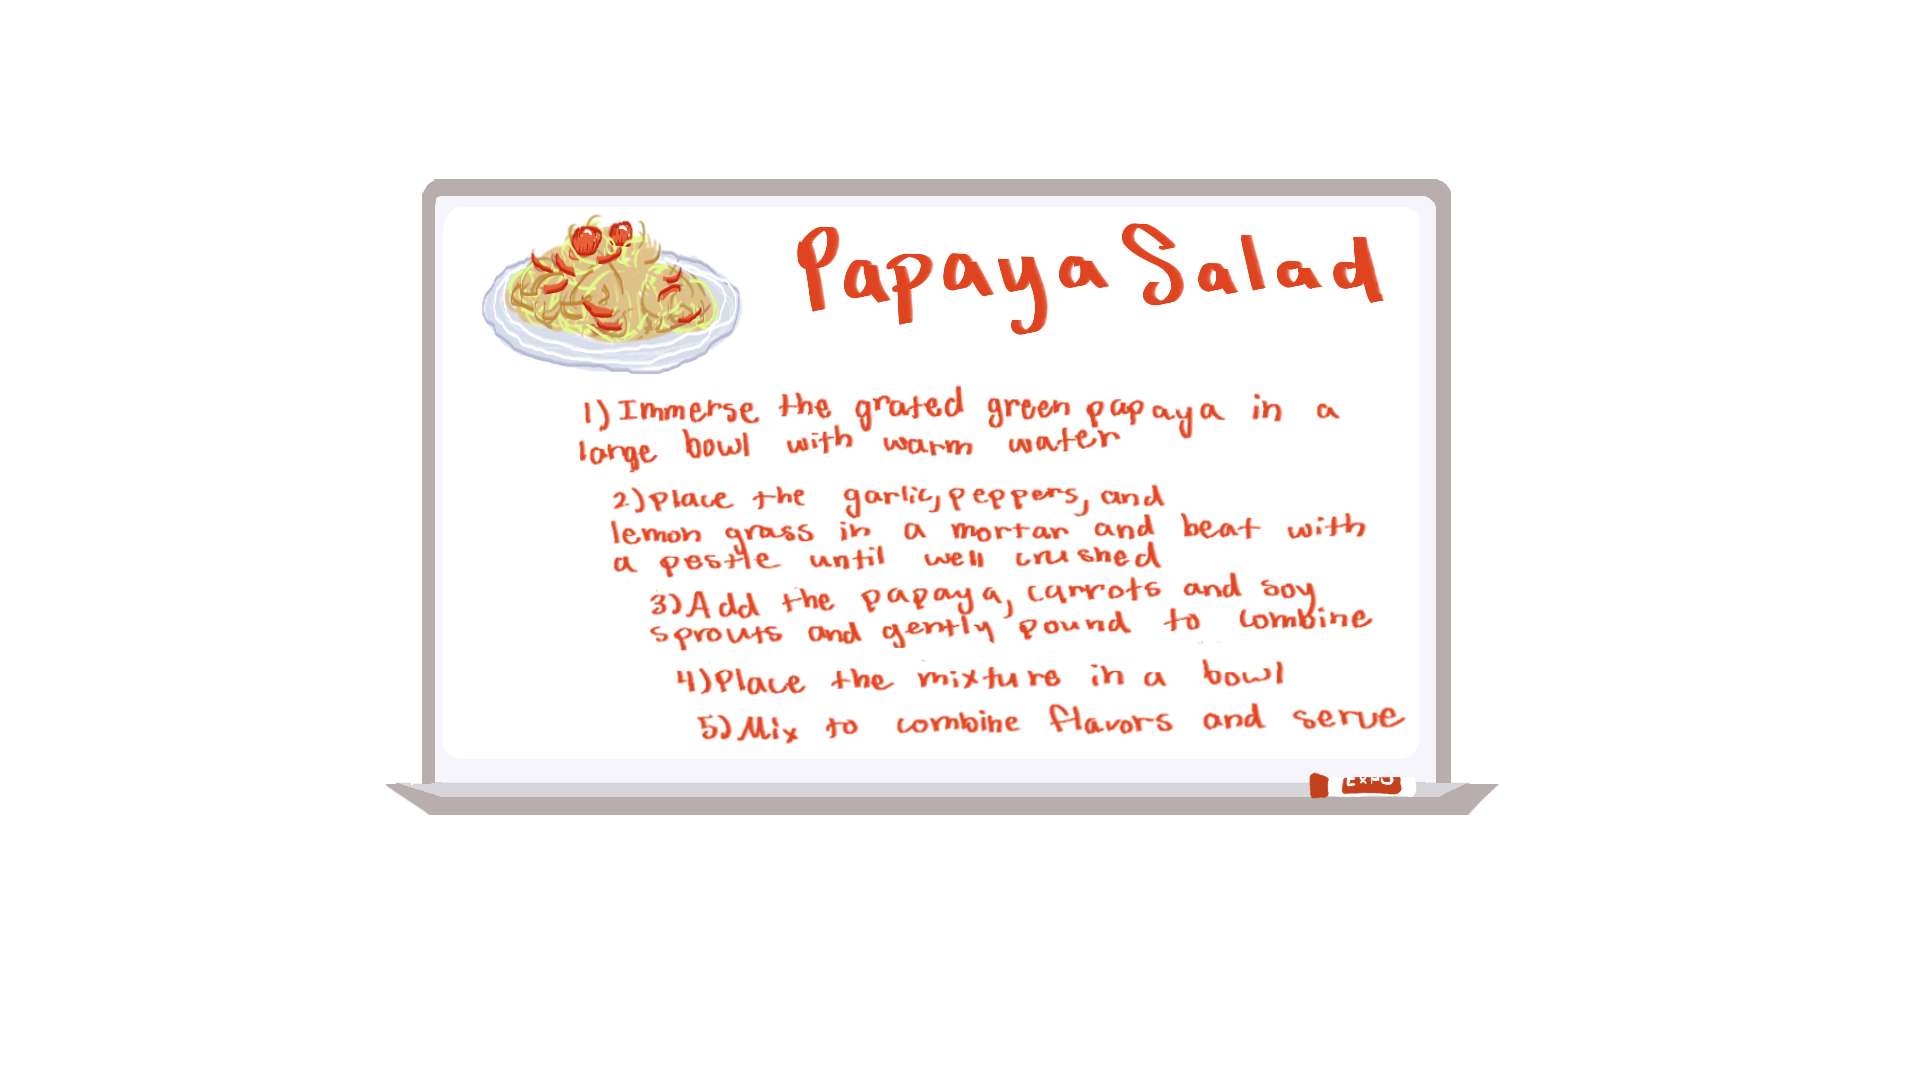 Papaya Salad
1) Immerse the grated green papaya in a
large bowl with warm water
2) Place the garlic, peppers, and
lemon grass in a mortar and beat with
a pestle until well crushed
3) Add the papaya, carrots and soy
sprouts and gently pound to combine
4) Place the mixture in a bowl
5) Mix to combine flavors and serve
EXPO